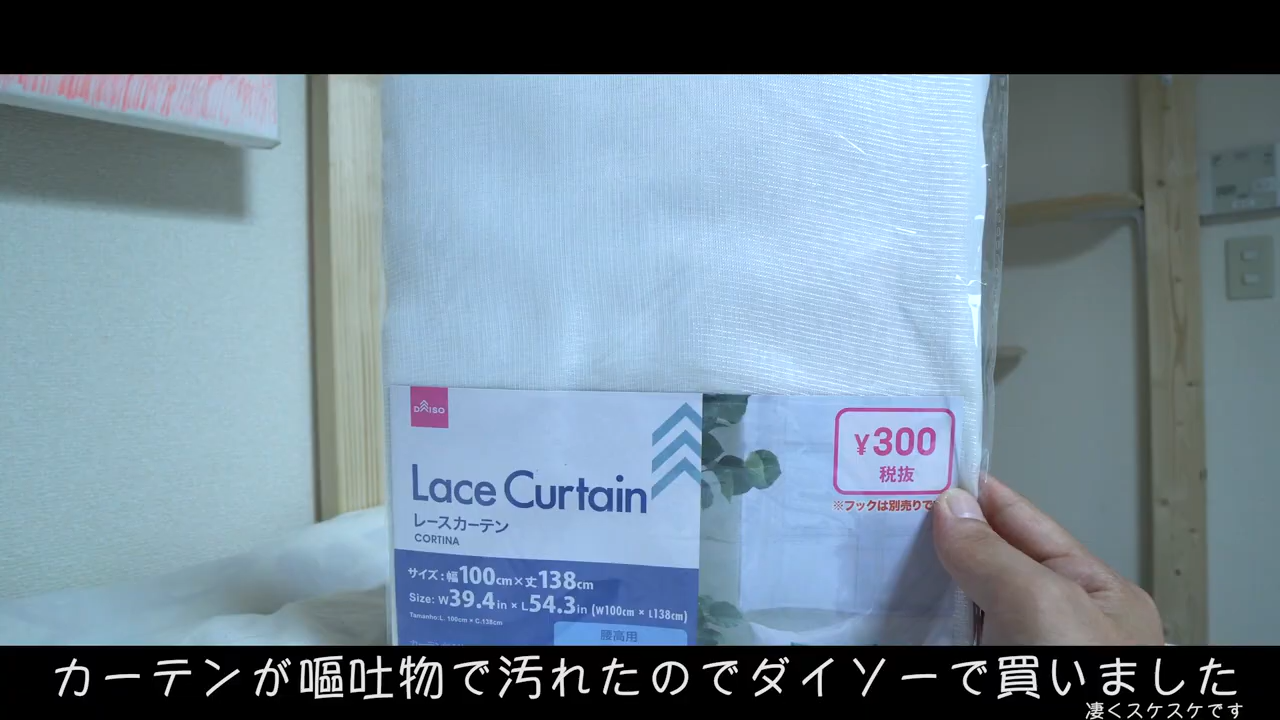 DAISO
Lace Curtain
レースカーテン
CORTINA
サイズ:幅100cm×丈138cm
Size: W39.4in × L54.3in (W100cm × L138cm)
Tamanho:L. 100cm × C.138cm
腰高用
¥300
税抜
※フックは別売りで
カーテンが嘔吐物で汚れたのでダイソーで買いました
凄くスケスケです